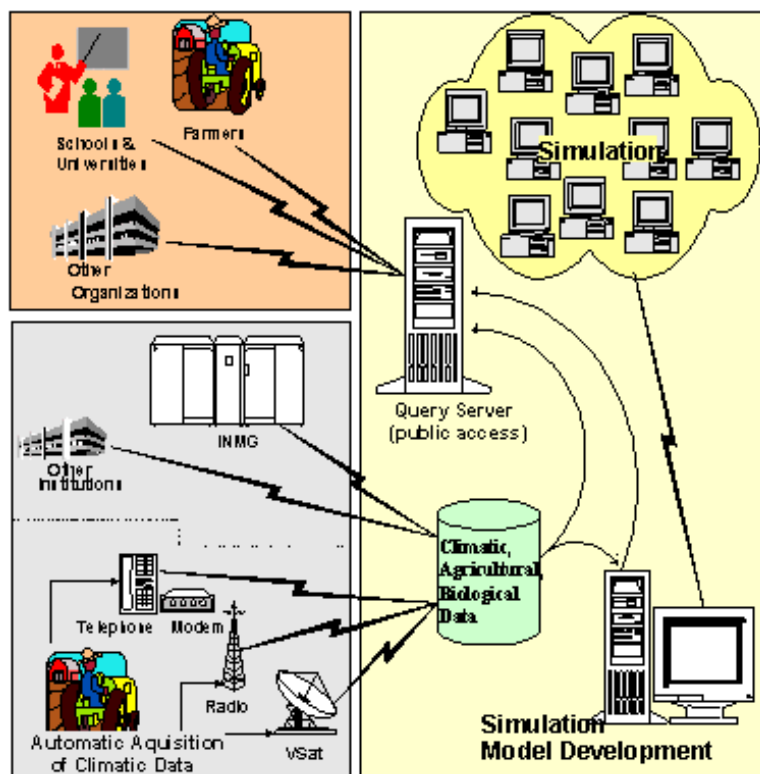 Schools &
Universities
Farmers
Other
Organizations
Simulation
Query Server
(public access)
INMG
Other
Institutions
Climatic,
Agricultural,
Biological
Data
Telephone
Modem
Radio
VSat
Automatic Aquisition
of Climatic Data
Simulation
Model Development